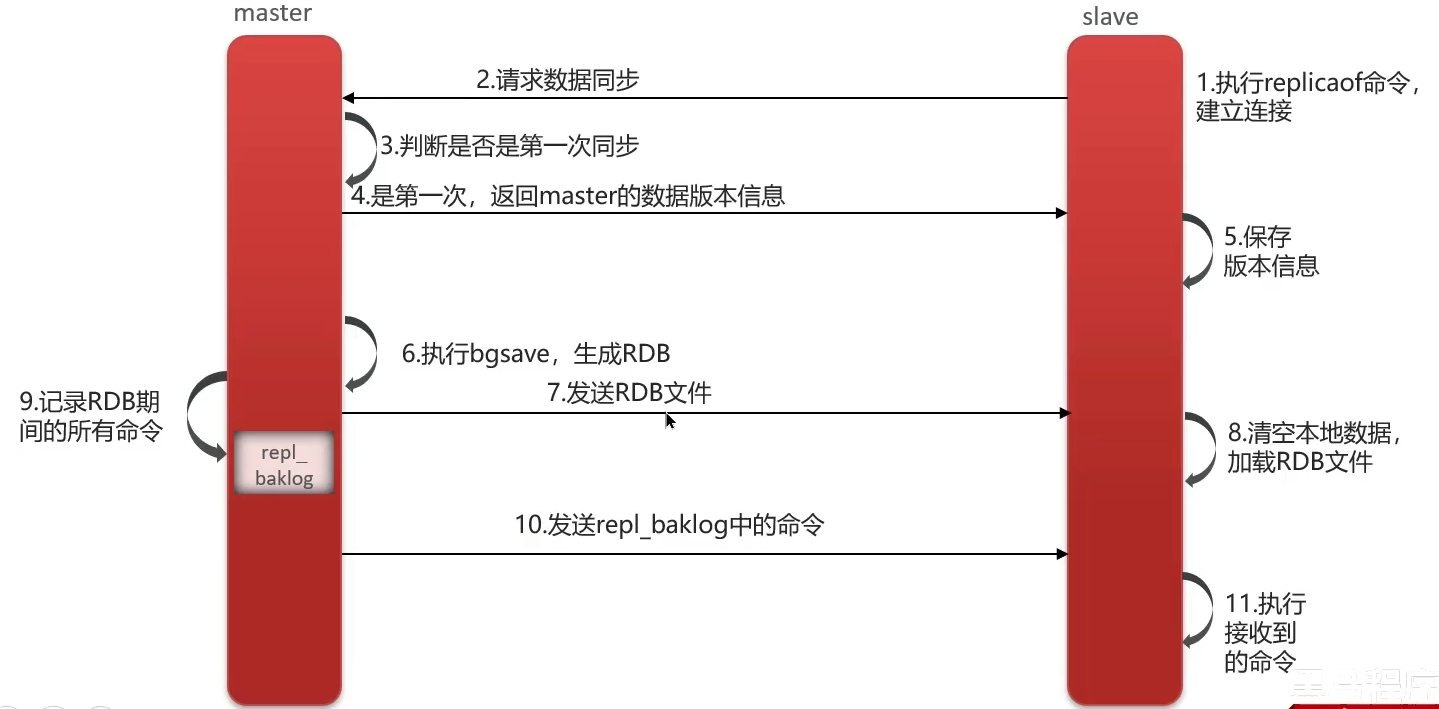 master
slave
2.请求数据同步
1.执行replicaof命令，
建立连接
3.判断是否是第一次同步
4.是第一次，返回master的数据版本信息
5.保存
版本信息
6.执行bgsave，生成RDB
7.发送RDB文件
9.记录RDB期
间的所有命令
repl_
baklog
8.清空本地数据，
加载RDB文件
10.发送repl_baklog中的命令
11.执行
接收到
的命令
黑马程序